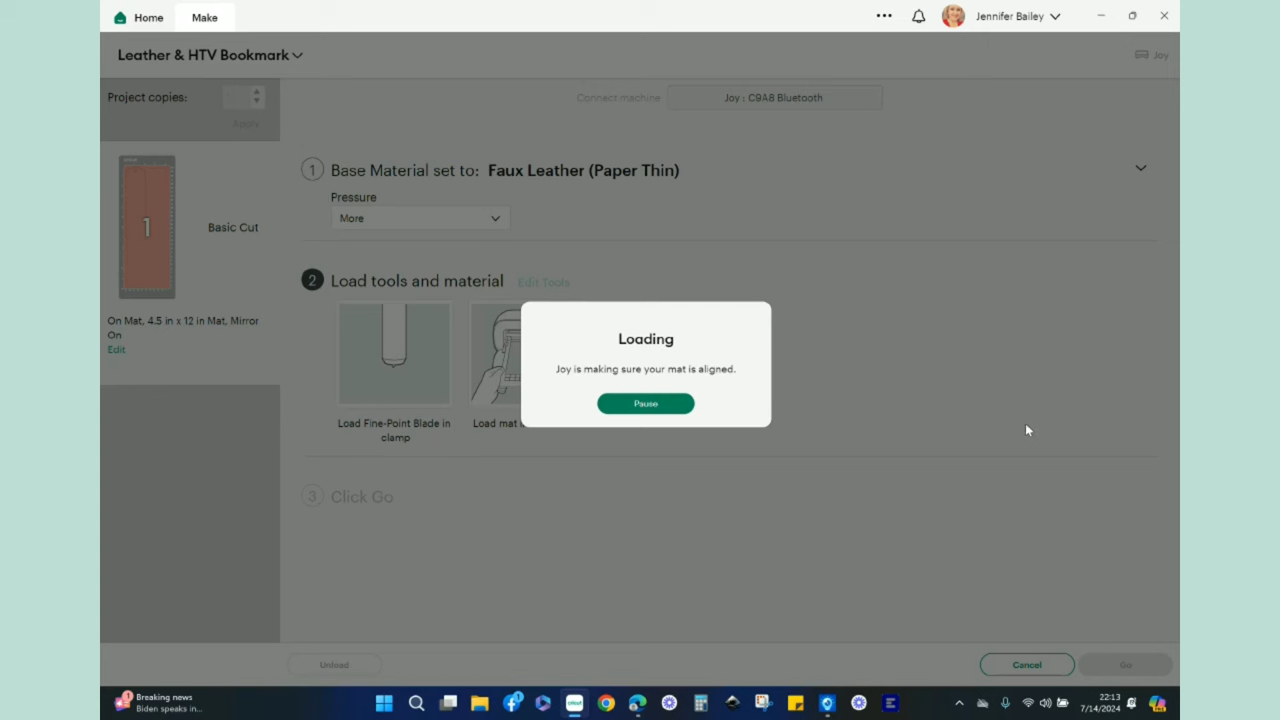 Home
Make
Jennifer Bailey
Leather & HTV Bookmark
Joy
Project copies:
Apply
Connect machine
Joy : C9A8 Bluetooth
1 Base Material set to: Faux Leather (Paper Thin)
Pressure
More
1
Basic Cut
On Mat, 4.5 in x 12 in Mat, Mirror
On
Edit
2 Load tools and material Edit Tools
Loading
Joy is making sure your mat is aligned.
Pause
Load Fine-Point Blade in
clamp
Load mat
3 Click Go
Unload
Cancel
Go
1
Breaking news
Biden speaks in...
cricut
22:13
7/14/2024